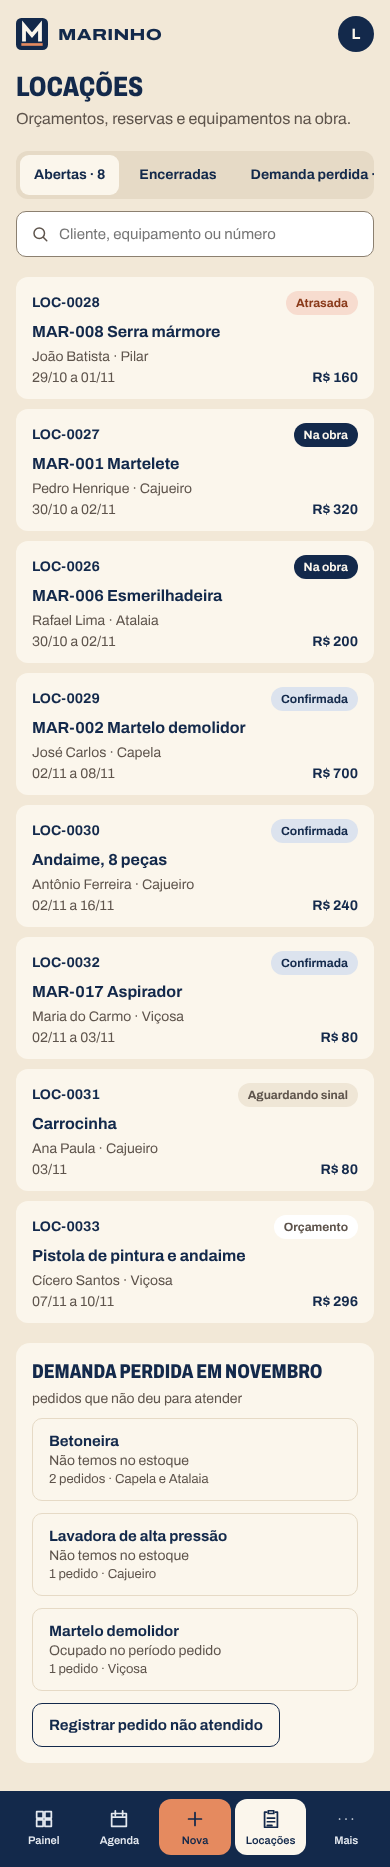 M MARINHO
L
LOCAÇÕES
Orçamentos, reservas e equipamentos na obra.
Abertas · 8 Encerradas Demanda perdida ·
Cliente, equipamento ou número
LOC-0028 Atrasada
MAR-008 Serra mármore
João Batista · Pilar
29/10 a 01/11 R$ 160
LOC-0027 Na obra
MAR-001 Martelete
Pedro Henrique · Cajueiro
30/10 a 02/11 R$ 320
LOC-0026 Na obra
MAR-006 Esmerilhadeira
Rafael Lima · Atalaia
30/10 a 02/11 R$ 200
LOC-0029 Confirmada
MAR-002 Martelo demolidor
José Carlos · Capela
02/11 a 08/11 R$ 700
LOC-0030 Confirmada
Andaime, 8 peças
Antônio Ferreira · Cajueiro
02/11 a 16/11 R$ 240
LOC-0032 Confirmada
MAR-017 Aspirador
Maria do Carmo · Viçosa
02/11 a 03/11 R$ 80
LOC-0031 Aguardando sinal
Carrocinha
Ana Paula · Cajueiro
03/11 R$ 80
LOC-0033 Orçamento
Pistola de pintura e andaime
Cícero Santos · Viçosa
07/11 a 10/11 R$ 296
DEMANDA PERDIDA EM NOVEMBRO
pedidos que não deu para atender
Betoneira
Não temos no estoque
2 pedidos · Capela e Atalaia
Lavadora de alta pressão
Não temos no estoque
1 pedido · Cajueiro
Martelo demolidor
Ocupado no período pedido
1 pedido · Viçosa
Registrar pedido não atendido
Painel Agenda Nova Locações Mais